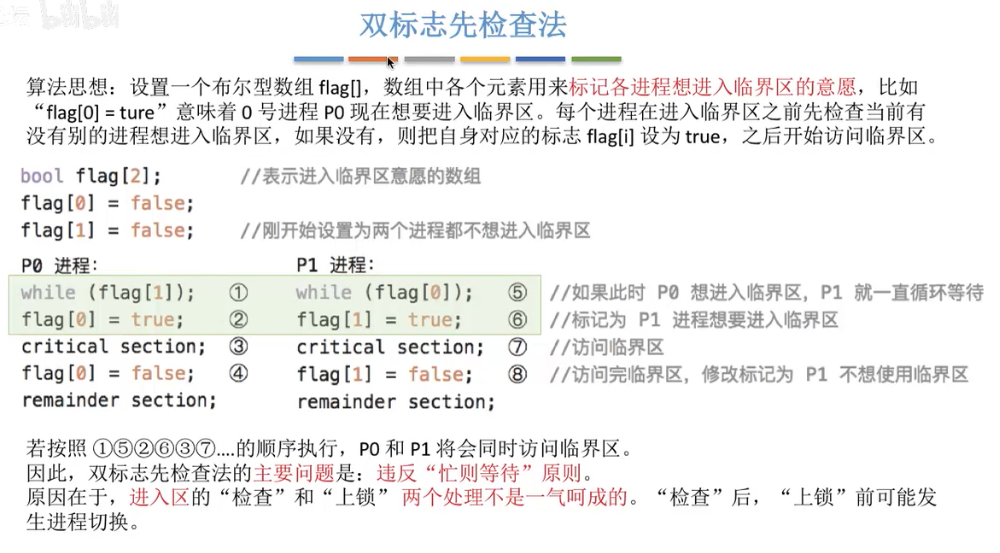 bilibili
双标志先检查法
算法思想：设置一个布尔型数组 flag[]，数组中各个元素用来标记各进程想进入临界区的意愿，比如
“flag[0] = ture”意味着 0 号进程 P0 现在想要进入临界区。每个进程在进入临界区之前先检查当前有
没有别的进程想进入临界区，如果没有，则把自身对应的标志 flag[i] 设为 true，之后开始访问临界区。
bool flag[2]; //表示进入临界区意愿的数组
flag[0] = false;
flag[1] = false; //刚开始设置为两个进程都不想进入临界区
P0 进程： P1 进程：
while (flag[1]); ① while (flag[0]); ⑤ //如果此时 P0 想进入临界区，P1 就一直循环等待
flag[0] = true; ② flag[1] = true; ⑥ //标记为 P1 进程想要进入临界区
critical section; ③ critical section; ⑦ //访问临界区
flag[0] = false; ④ flag[1] = false; ⑧ //访问完临界区，修改标记为 P1 不想使用临界区
remainder section; remainder section;
若按照 ①⑤②⑥③⑦....的顺序执行，P0 和 P1 将会同时访问临界区。
因此，双标志先检查法的主要问题是：违反“忙则等待”原则。
原因在于，进入区的“检查”和“上锁” 两个处理不是一气呵成的。“检查”后，“上锁”前可能发
生进程切换。